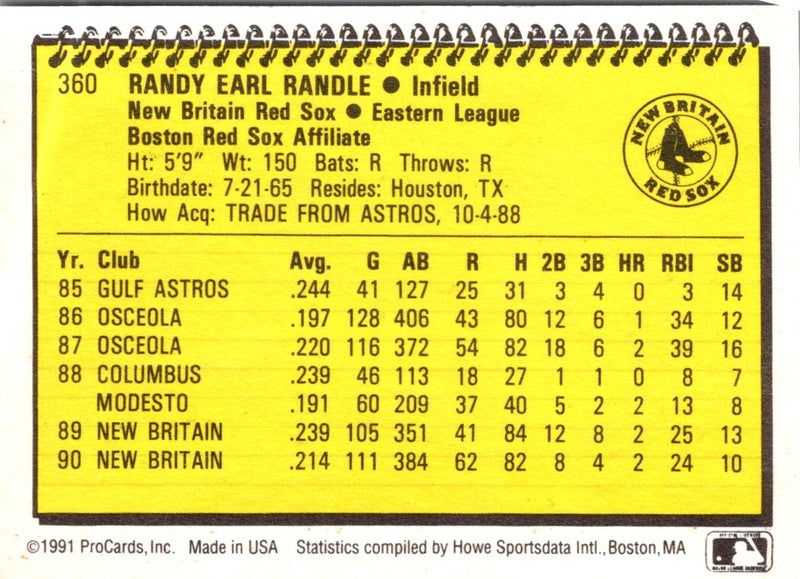 360 RANDY EARL RANDLE ● Infield
New Britain Red Sox ● Eastern League
Boston Red Sox Affiliate
Ht: 5'9" Wt: 150 Bats: R Throws: R
Birthdate: 7-21-65 Resides: Houston, TX
How Acq: TRADE FROM ASTROS, 10-4-88
NEW BRITAIN
RED SOX
Yr. Club Avg. G AB R H 2B 3B HR RBI SB
85 GULF ASTROS .244 41 127 25 31 3 4 0 3 14
86 OSCEOLA .197 128 406 43 80 12 6 1 34 12
87 OSCEOLA .220 116 372 54 82 18 6 2 39 16
88 COLUMBUS .239 46 113 18 27 1 1 0 8 7
MODESTO .191 60 209 37 40 5 2 2 13 8
89 NEW BRITAIN .239 105 351 41 84 12 8 2 25 13
90 NEW BRITAIN .214 111 384 62 82 8 4 2 24 10
©1991 ProCards, Inc. Made in USA Statistics compiled by Howe Sportsdata Intl., Boston, MA